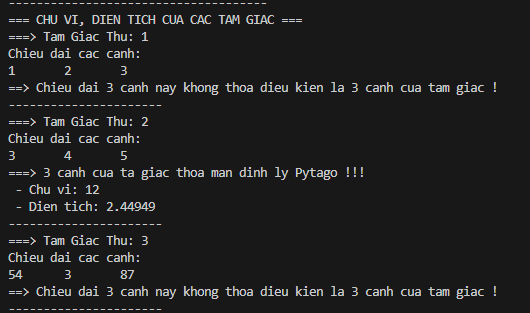 -------------------------------------
=== CHU VI, DIEN TICH CUA CAC TAM GIAC ===
===> Tam Giac Thu: 1
Chieu dai cac canh:
1 2 3
==> Chieu dai 3 canh nay khong thoa dieu kien la 3 canh cua tam giac !
----------------------
===> Tam Giac Thu: 2
Chieu dai cac canh:
3 4 5
===> 3 canh cua ta giac thoa man dinh ly Pytago !!!
- Chu vi: 12
- Dien tich: 2.44949
----------------------
===> Tam Giac Thu: 3
Chieu dai cac canh:
54 3 87
==> Chieu dai 3 canh nay khong thoa dieu kien la 3 canh cua tam giac !
----------------------